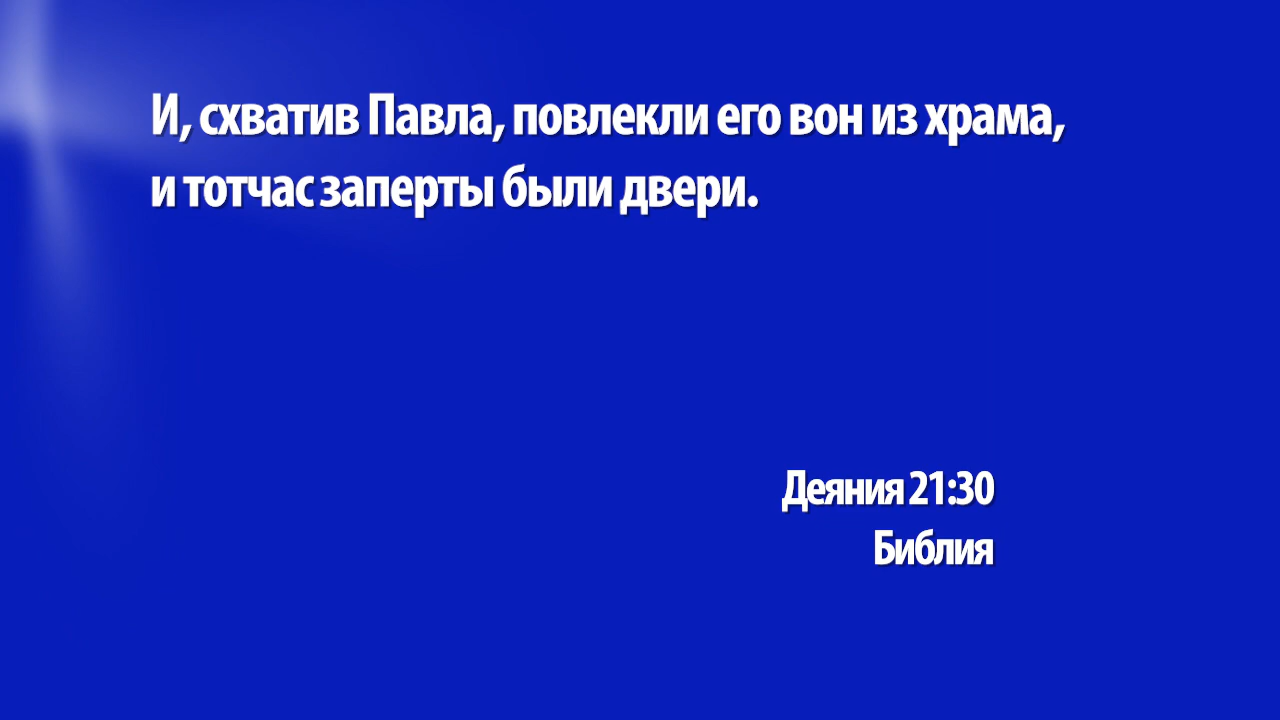 И, схватив Павла, повлекли его вон из храма,
и тотчас заперты были двери.
Деяния 21:30
Библия